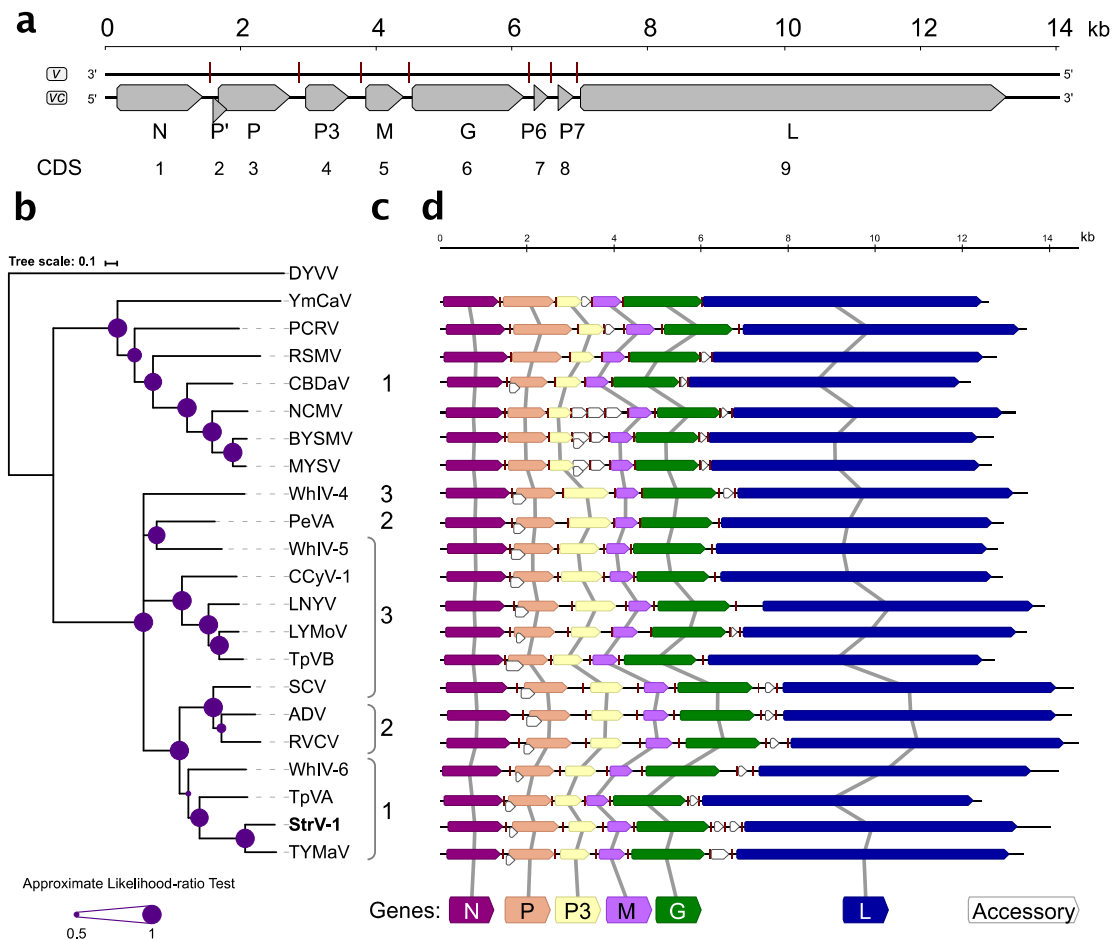 a
0 2 4 6 8 10 14 kb
V 3' 5'
VC 5' 3'
N P' P P3 M G P6 P7 L
CDS 1 2 3 4 5 6 7 8 9
b c d
0 2 4 6 8 10 12 14 kb
Tree scale: 0.1
DYVV
YmCaV
PCRV
RSMV
CBDaV 1
NCMV
BYSMV
MYSV
WhIV-4 3
PeVA 2
WhIV-5
CCyV-1
LNYV 3
LYMoV
TpVB
SCV
ADV 2
RVCV
WhIV-6
TpVA 1
StrV-1
TYMaV
Approximate Likelihood-ratio Test
0.5 1
Genes: N P P3 M G L Accessory